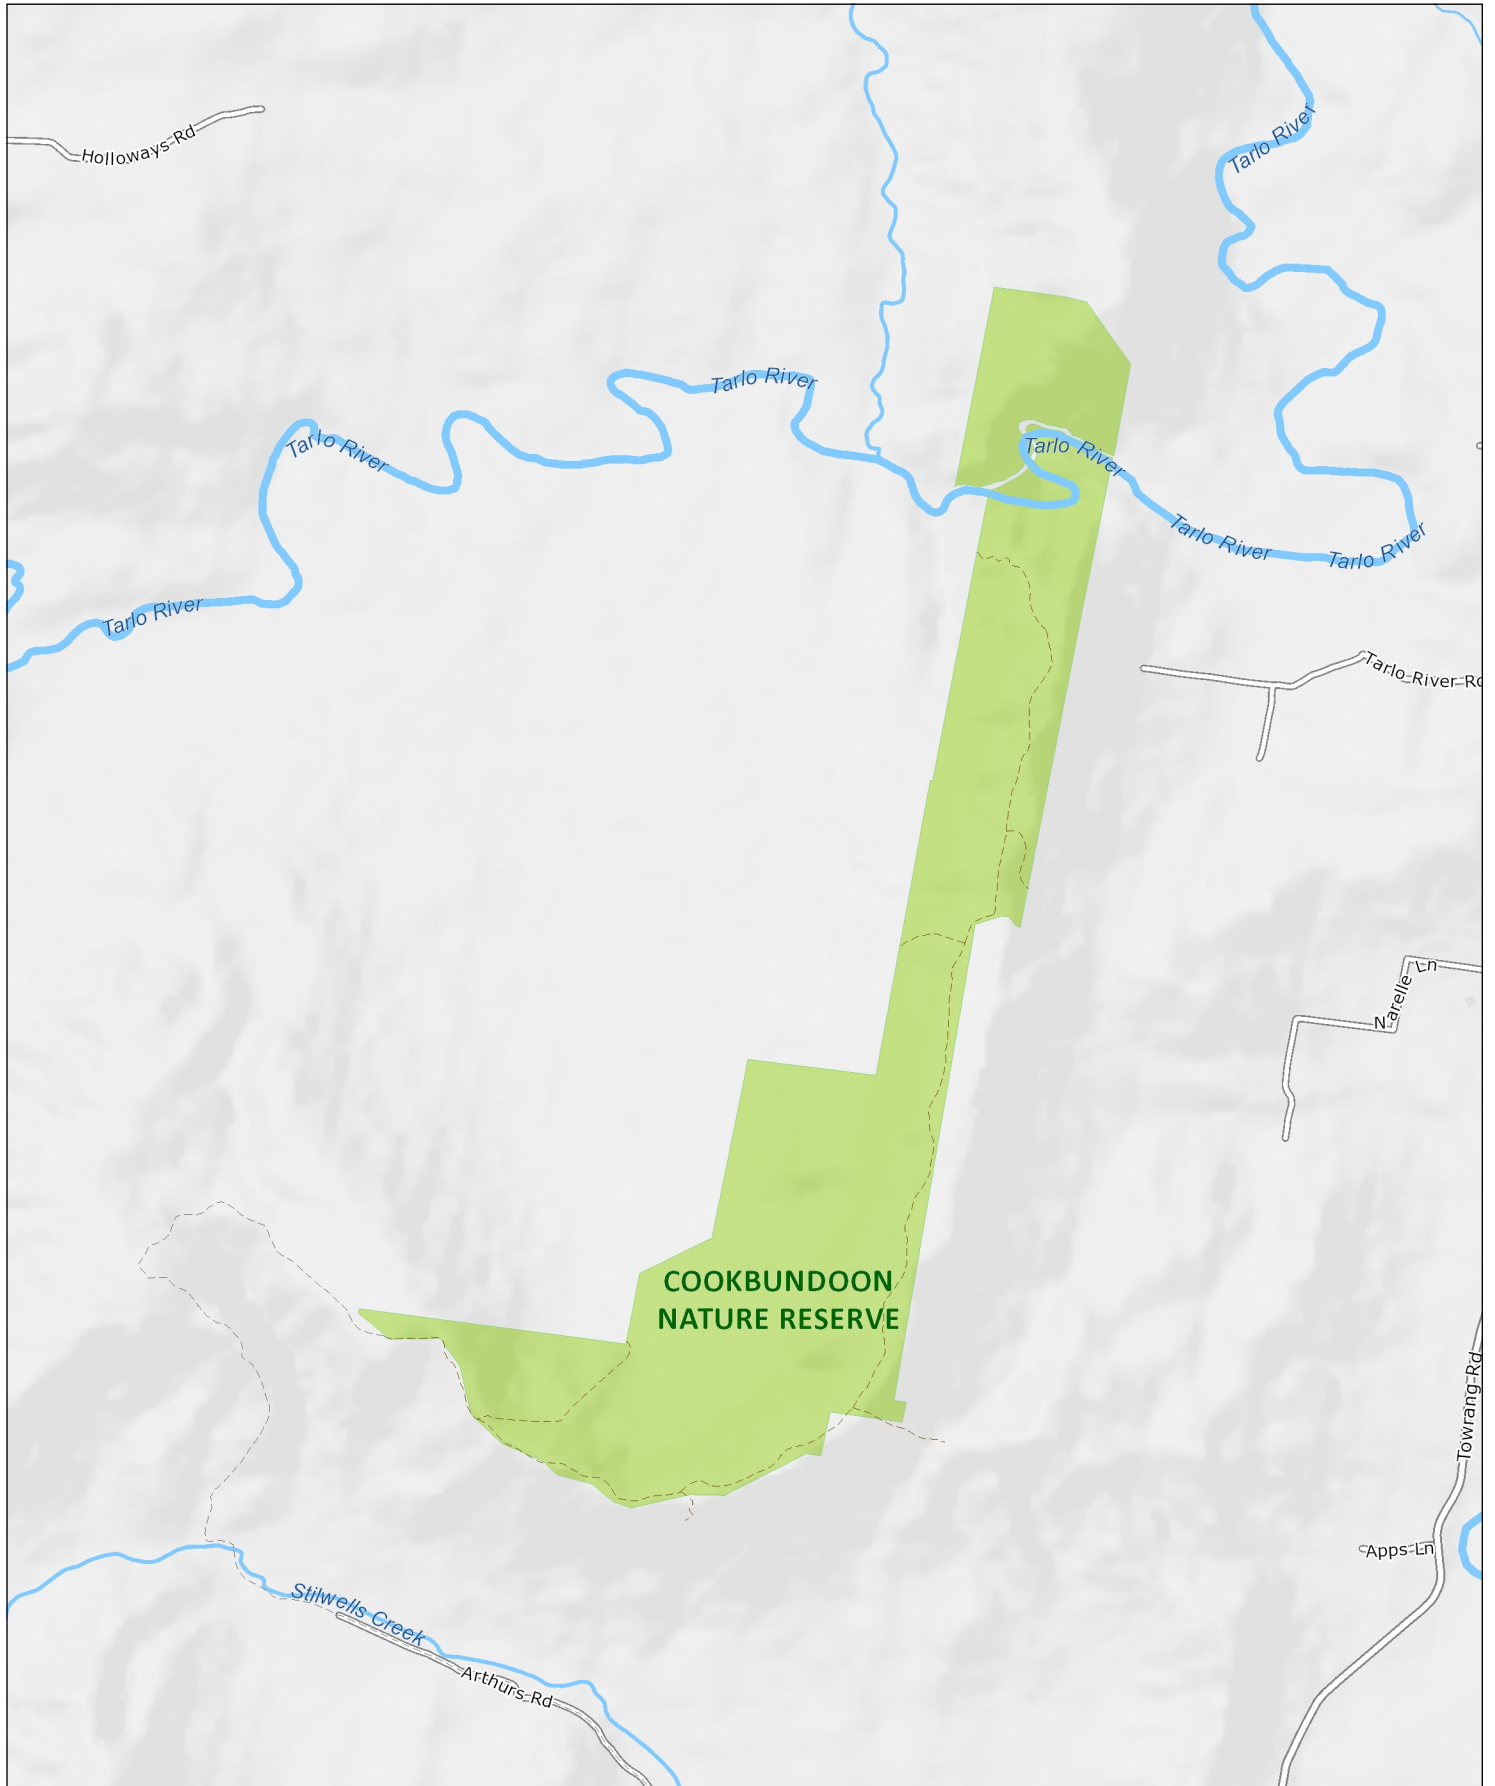 Holloways Rd
Tarlo River
Tarlo River
Tarlo River
Tarlo River
Tarlo River
Tarlo River
Tarlo River
Tarlo River Rd
Narelle Ln
COOKBUNDOON
NATURE RESERVE
Towrang Rd
Apps Ln
Stilwells Creek
Arthurs Rd